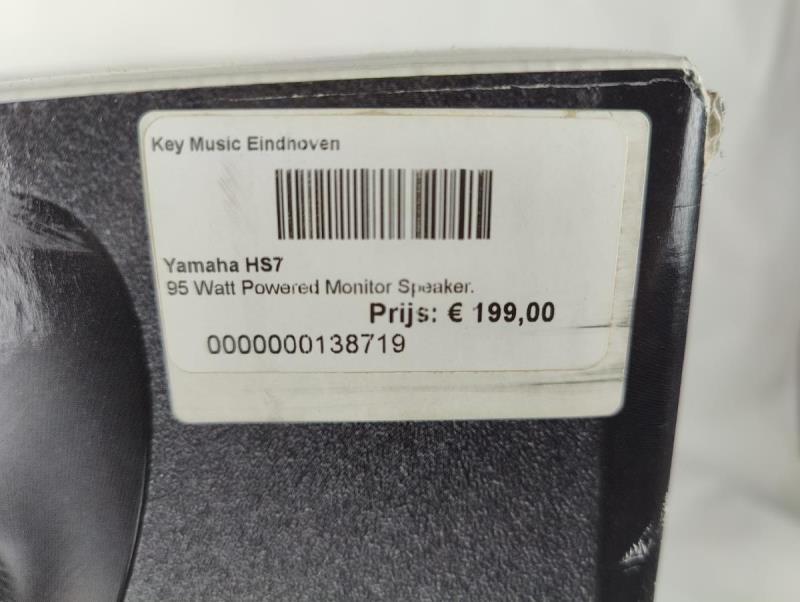 Key Music Eindhoven
Yamaha HS7
95 Watt Powered Monitor Speaker.
Prijs: € 199,00
0000000138719